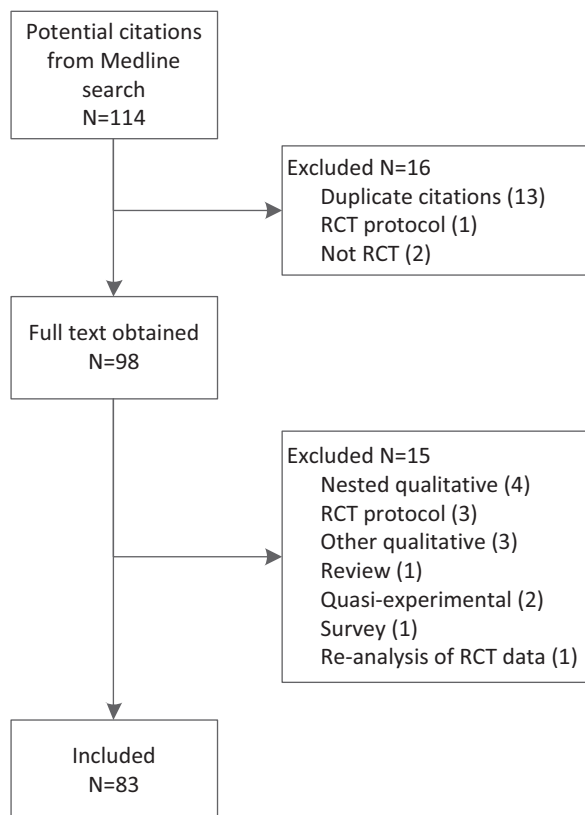 Potential citations
from Medline
search
N=114
Excluded N=16
Duplicate citations (13)
RCT protocol (1)
Not RCT (2)
Full text obtained
N=98
Excluded N=15
Nested qualitative (4)
RCT protocol (3)
Other qualitative (3)
Review (1)
Quasi-experimental (2)
Survey (1)
Re-analysis of RCT data (1)
Included
N=83